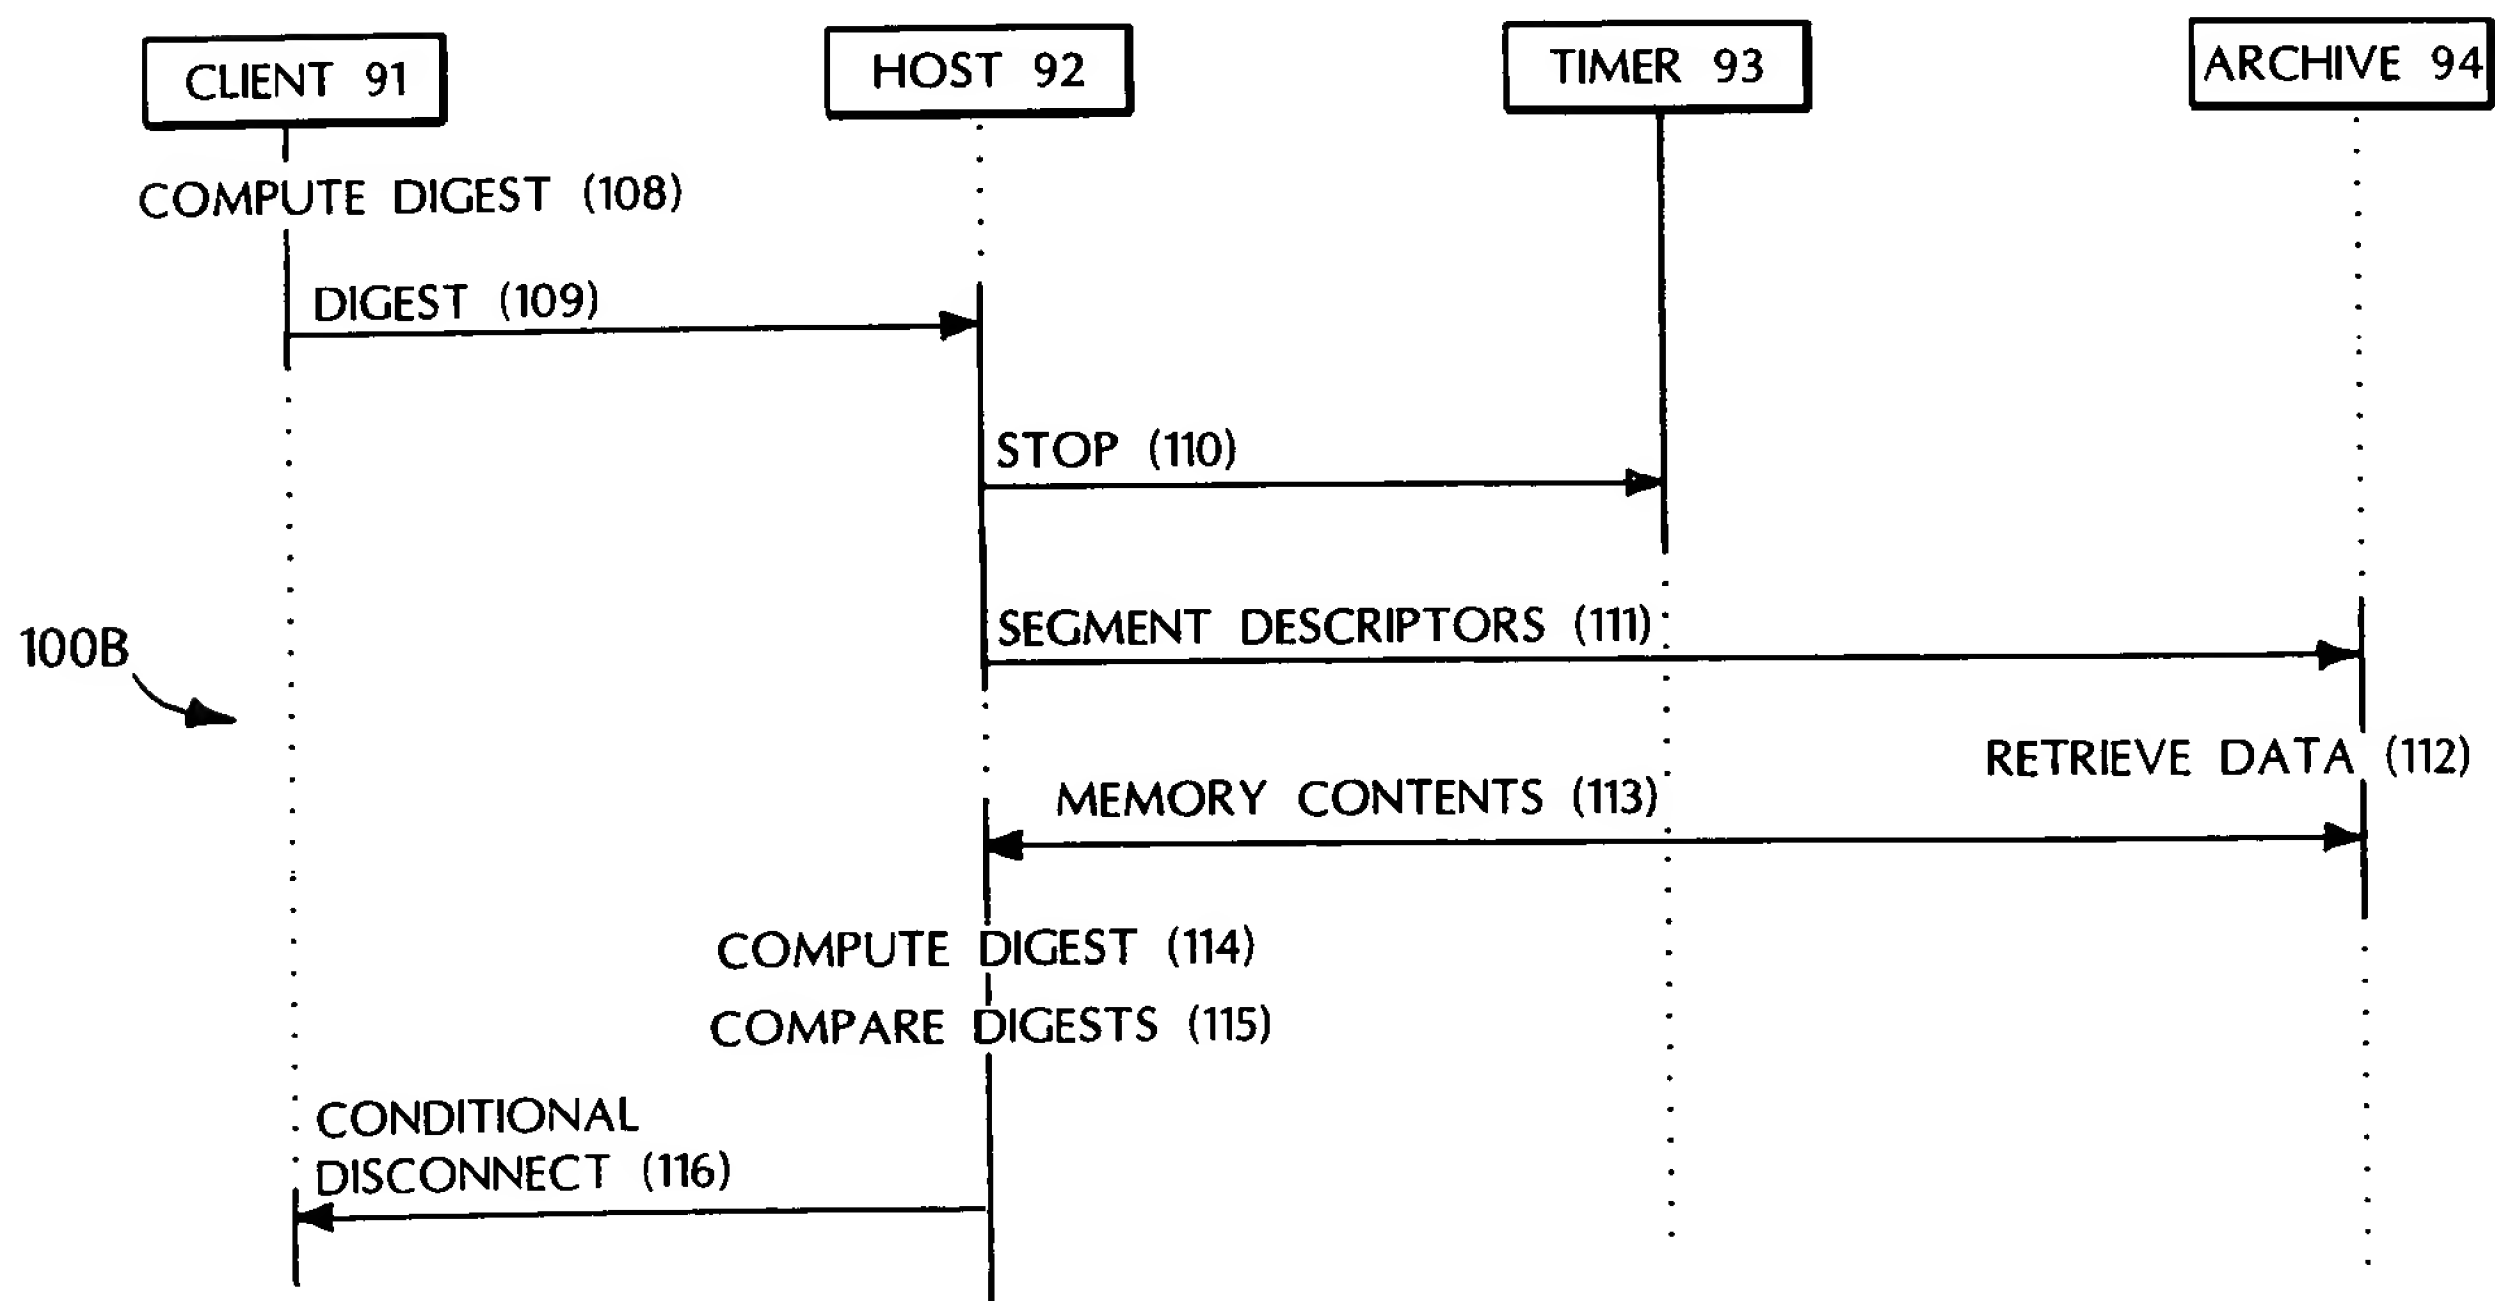 CLIENT 91
HOST 92
TIMER 93
ARCHIVE 94
COMPUTE DIGEST (108)
DIGEST (109)
STOP (110)
SEGMENT DESCRIPTORS (111)
100B
RETRIEVE DATA (112)
MEMORY CONTENTS (113)
COMPUTE DIGEST (114)
COMPARE DIGESTS (115)
CONDITIONAL
DISCONNECT (116)